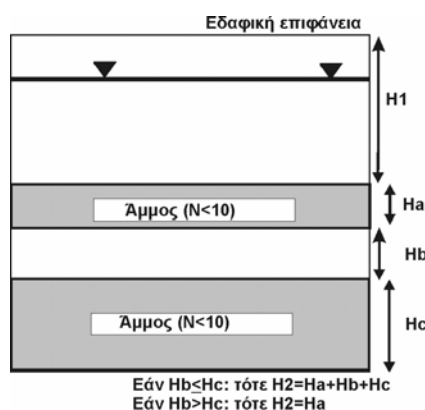 Εδαφική επιφάνεια
H1
Άμμος (N<10)
Ha
Hb
Άμμος (N<10)
Hc
Εάν Hb≤Hc: τότε H2=Ha+Hb+Hc
Εάν Hb>Hc: τότε H2=Ha